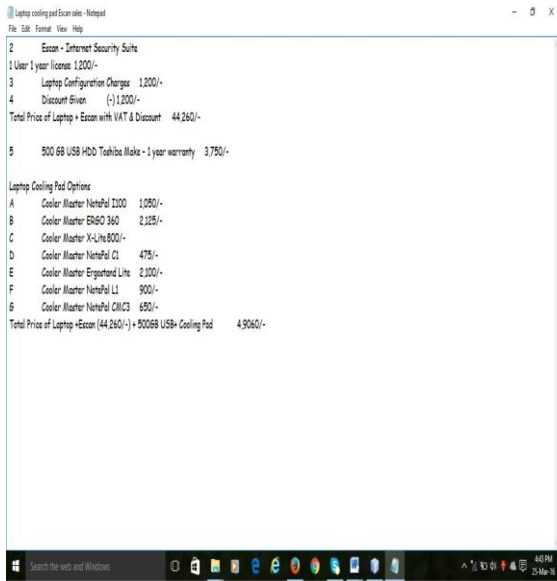 Laptop cooling pad Escan sales - Notepad
File Edit Format View Help
2 Escan - Internet Security Suite
1 User 1 year license 1,200/-
3 Laptop Configuration Charges 1,200/-
4 Discount Given (-) 1,200/-
Total Price of Laptop + Escan with VAT & Discount 44,260/-
5 500 GB USB HDD Toshiba Make - 1 year warranty 3,750/-
Laptop Cooling Pad Options
A Cooler Master NotePal I100 1,050/-
B Cooler Master ERGO 360 2,125/-
C Cooler Master X-Lite 800/-
D Cooler Master NotePal C1 475/-
E Cooler Master Ergostand Lite 2,100/-
F Cooler Master NotePal L1 900/-
G Cooler Master NotePal CMC3 650/-
Total Price of Laptop +Escan (44,260/-) + 500GB USB+ Cooling Pad 4,9060/-
Search the web and Windows
4:43 PM
25-Mar-16